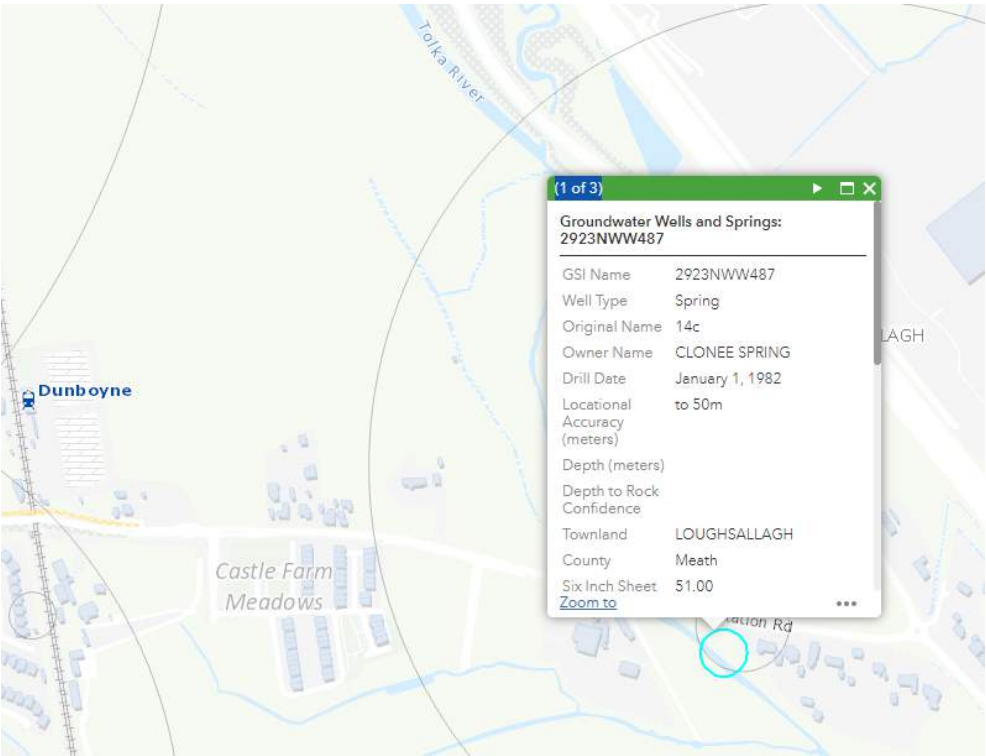 Tolka River
(1 of 3)
Groundwater Wells and Springs:
2923NWW487
GSI Name 2923NWW487
Well Type Spring
Original Name 14c
Owner Name CLONEE SPRING
Drill Date January 1, 1982
Locational to 50m
Accuracy
(meters)
Depth (meters)
Depth to Rock
Confidence
Townland LOUGHSALLAGH
County Meath
Six Inch Sheet 51.00
Zoom to
LAGH
Dunboyne
Castle Farm
Meadows
tation Rd